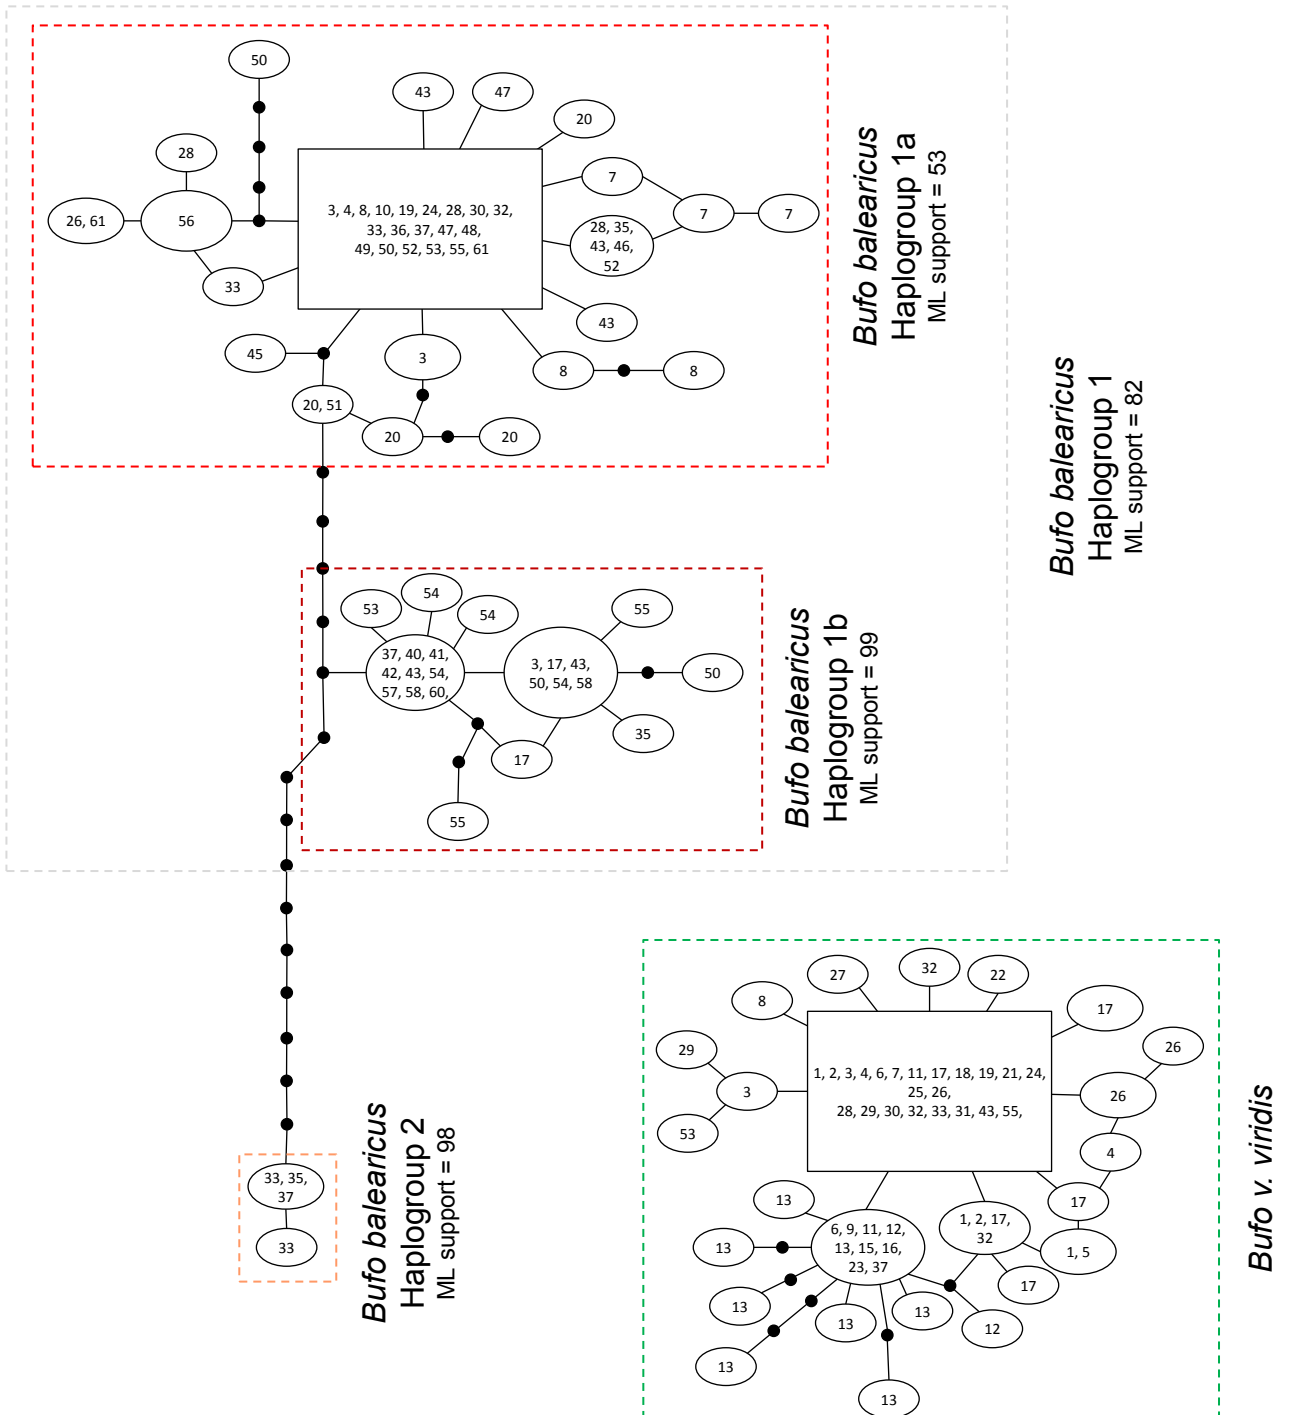 50
43
47
20
28
7
26, 61
56
3, 4, 8, 10, 19, 24, 28, 30, 32,
33, 36, 37, 47, 48,
49, 50, 52, 53, 55, 61
7
7
28, 35,
43, 46,
52
33
43
45
3
8
8
20, 51
20
20
Bufo balearicus
Haplogroup 1a
ML support = 53
Bufo balearicus
Haplogroup 1
ML support = 82
53
54
54
55
37, 40, 41,
42, 43, 54,
57, 58, 60,
3, 17, 43,
50, 54, 58
50
35
17
55
Bufo balearicus
Haplogroup 1b
ML support = 99
33, 35,
37
33
Bufo balearicus
Haplogroup 2
ML support = 98
27
32
22
8
17
29
26
3
1, 2, 3, 4, 6, 7, 11, 17, 18, 19, 21, 24,
25, 26,
28, 29, 30, 32, 33, 31, 43, 55,
26
53
4
13
17
6, 9, 11, 12,
13, 15, 16,
23, 37
1, 2, 17,
32
13
1, 5
17
13
13
13
12
13
13
Bufo v. viridis